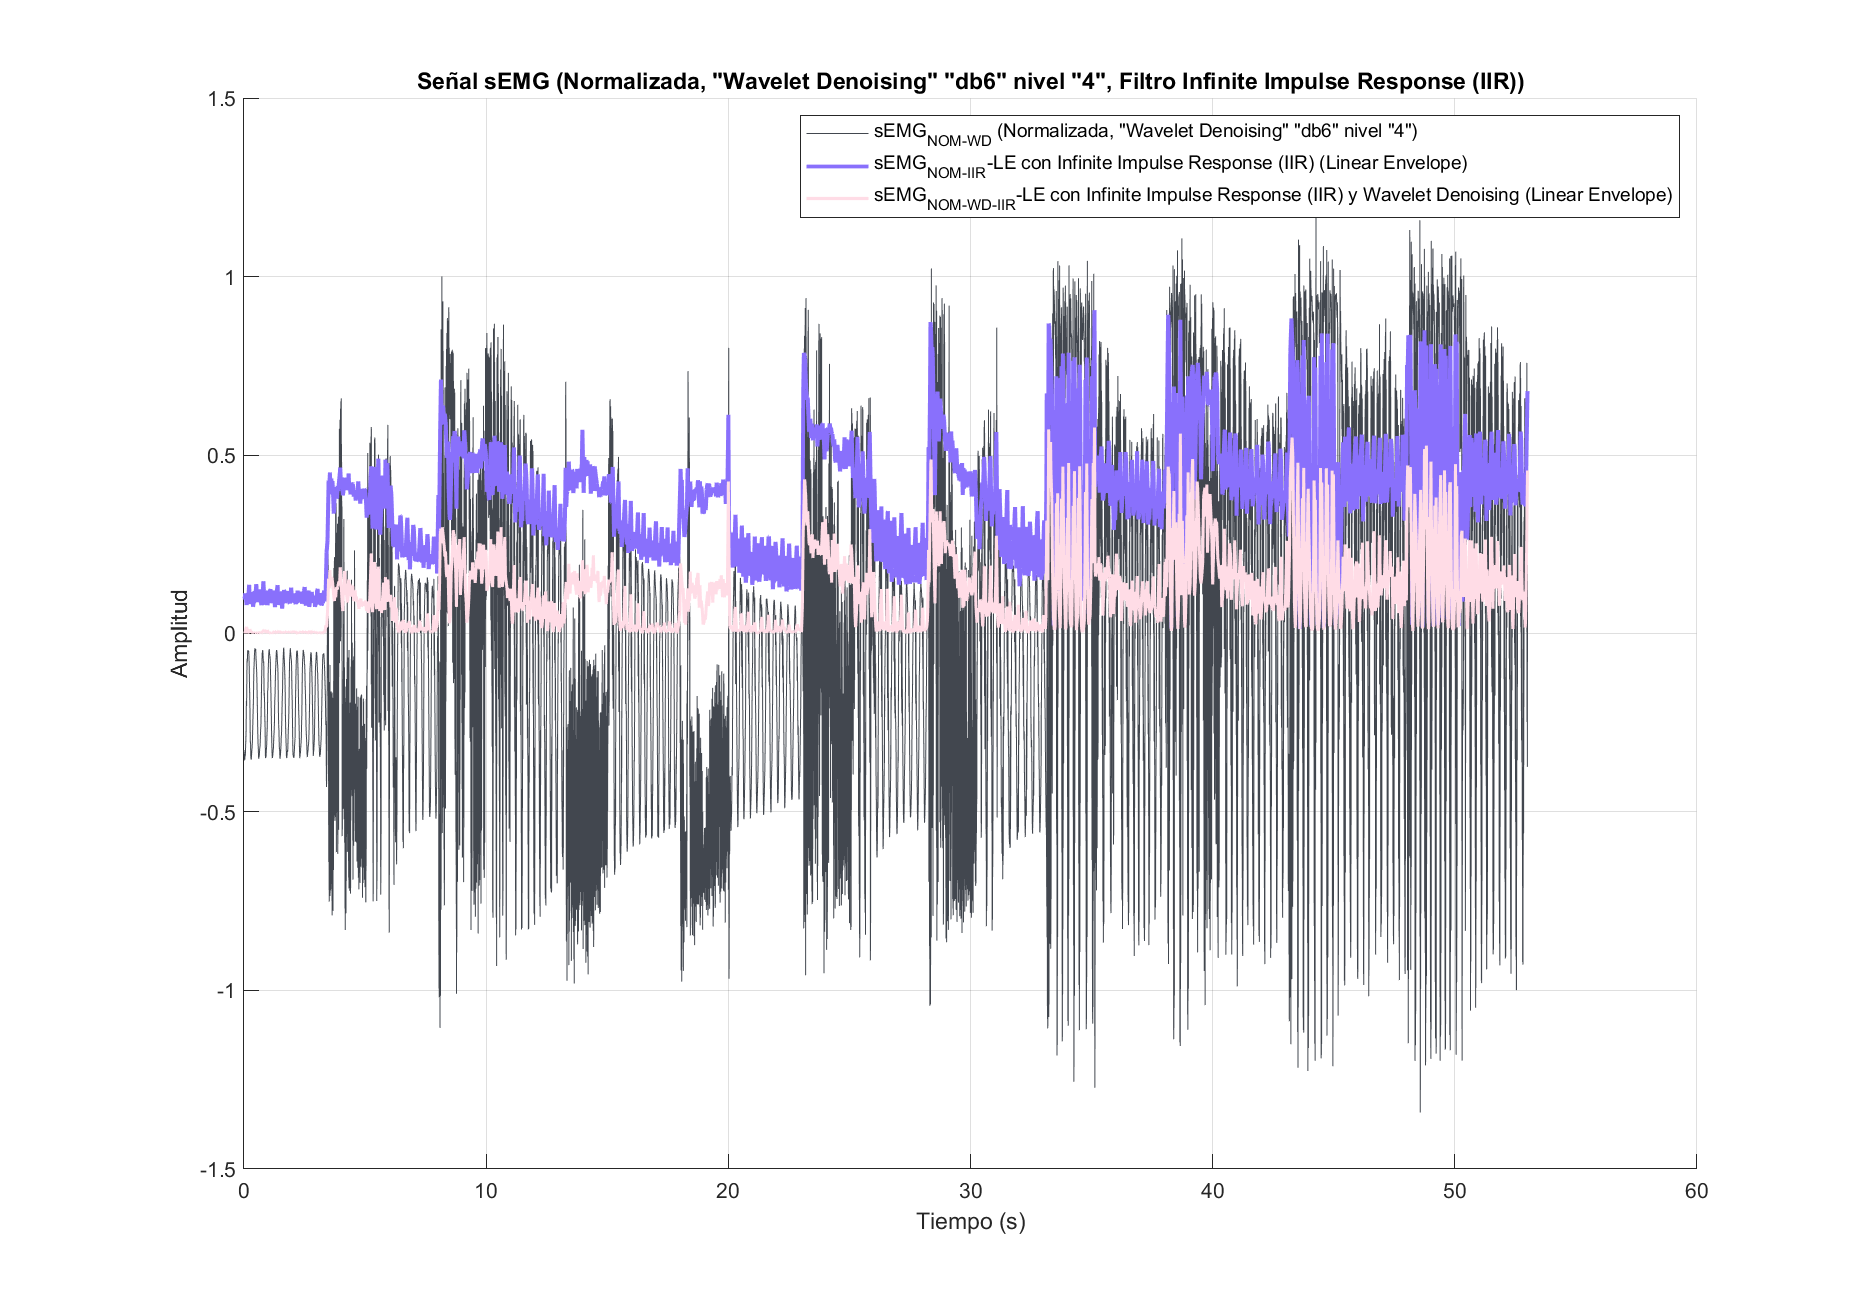 Señal sEMG (Normalizada, "Wavelet Denoising" "db6" nivel "4", Filtro Infinite Impulse Response (IIR))
sEMG_NOM-WD (Normalizada, "Wavelet Denoising" "db6" nivel "4")
sEMG_NOM-IIR-LE con Infinite Impulse Response (IIR) (Linear Envelope)
sEMG_NOM-WD-IIR-LE con Infinite Impulse Response (IIR) y Wavelet Denoising (Linear Envelope)
1.5
1
0.5
0
-0.5
-1
-1.5
Amplitud
0 10 20 30 40 50 60
Tiempo (s)